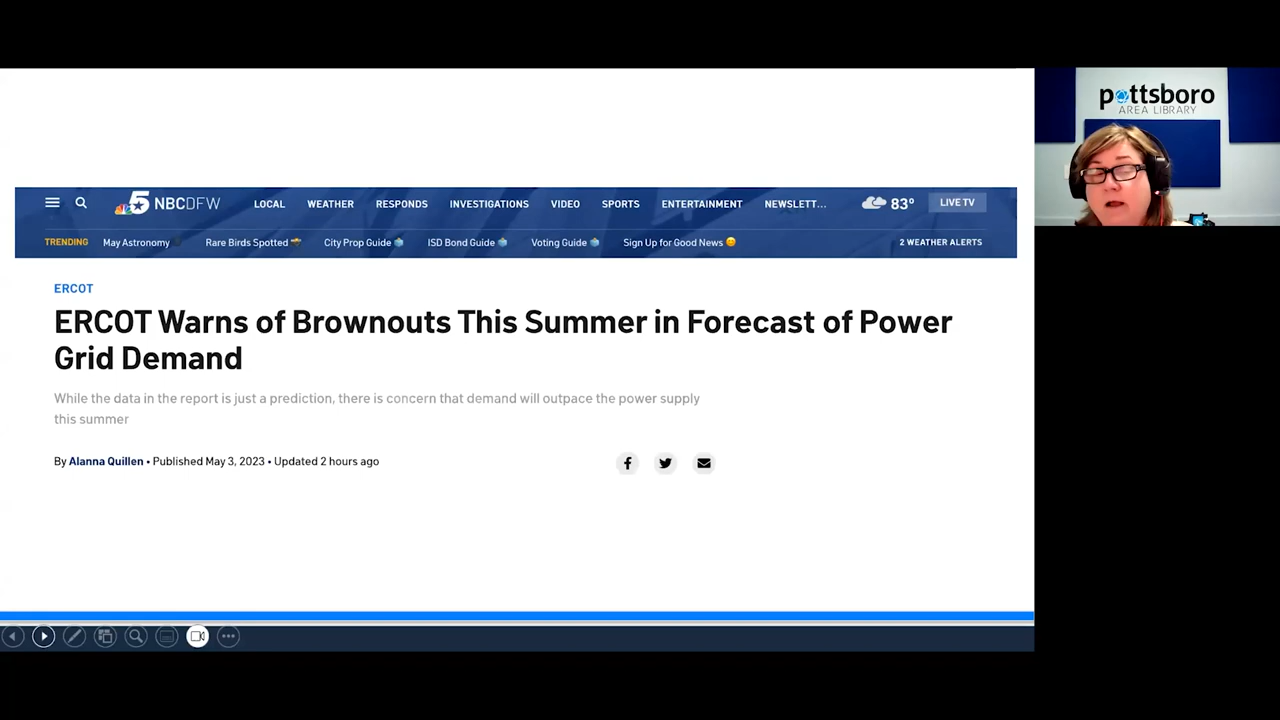 pottsboro
AREA LIBRARY
5 NBCDFW
LOCAL
WEATHER
RESPONDS
INVESTIGATIONS
VIDEO
SPORTS
ENTERTAINMENT
NEWSLETT...
83°
LIVE TV
TRENDING
May Astronomy
Rare Birds Spotted
City Prop Guide
ISD Bond Guide
Voting Guide
Sign Up for Good News
2 WEATHER ALERTS
ERCOT
ERCOT Warns of Brownouts This Summer in Forecast of Power
Grid Demand
While the data in the report is just a prediction, there is concern that demand will outpace the power supply
this summer
By Alanna Quillen • Published May 3, 2023 • Updated 2 hours ago